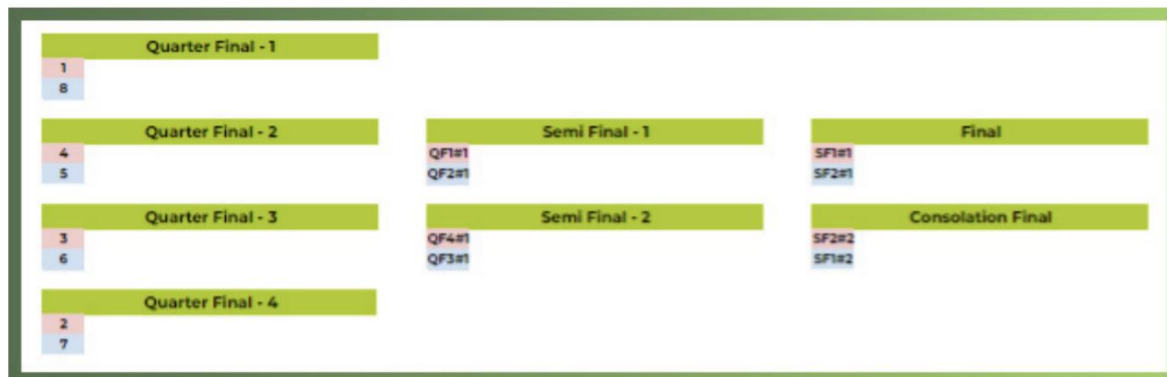 Quarter Final - 1
1
8
Quarter Final - 2
4
5
Quarter Final - 3
3
6
Quarter Final - 4
2
7
Semi Final - 1
QF1#1
QF2#1
Semi Final - 2
QF4#1
QF3#1
Final
SF1#1
SF2#1
Consolation Final
SF2#2
SF1#2